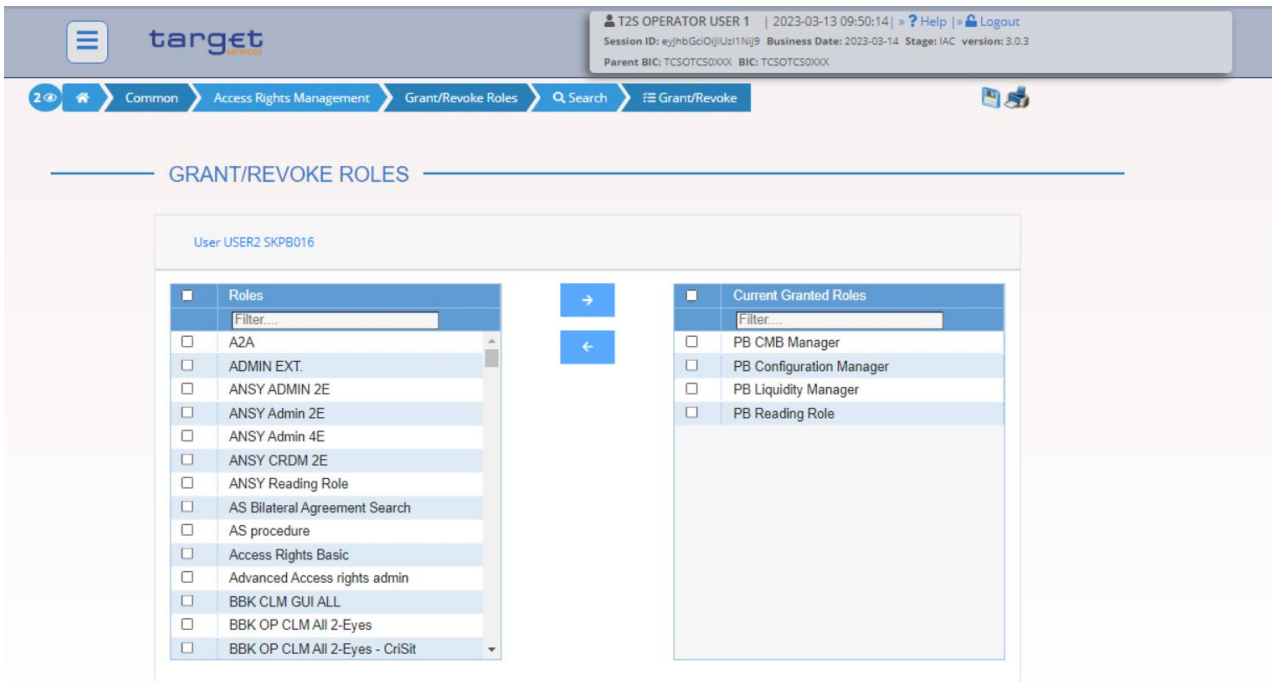 T2S OPERATOR USER 1 | 2023-03-13 09:50:14| » ? Help |» Logout
Session ID: eyJhbGciOiJIUzI1NiJ9 Business Date: 2023-03-14 Stage: IAC version: 3.0.3
Parent BIC: TCSOTCS0XXX BIC: TCSOTCS0XXX
target
services
2 Common Access Rights Management Grant/Revoke Roles Search Grant/Revoke
GRANT/REVOKE ROLES
User USER2 SKPB016
Roles
Filter....
A2A
ADMIN EXT.
ANSY ADMIN 2E
ANSY Admin 2E
ANSY Admin 4E
ANSY CRDM 2E
ANSY Reading Role
AS Bilateral Agreement Search
AS procedure
Access Rights Basic
Advanced Access rights admin
BBK CLM GUI ALL
BBK OP CLM All 2-Eyes
BBK OP CLM All 2-Eyes - CriSit
Current Granted Roles
Filter....
PB CMB Manager
PB Configuration Manager
PB Liquidity Manager
PB Reading Role